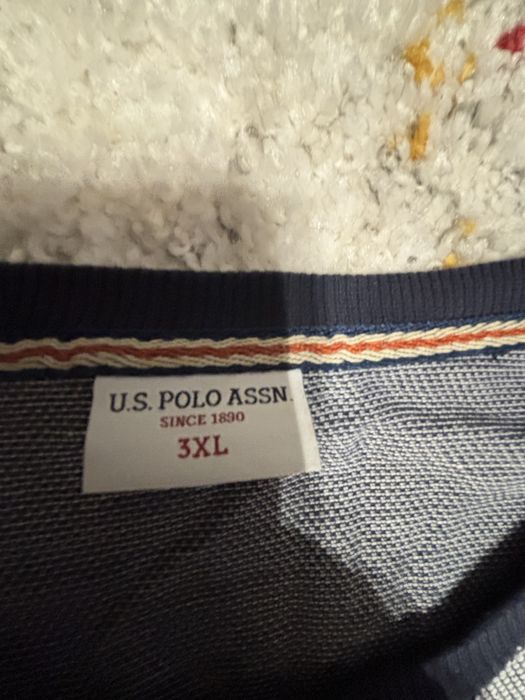 U.S. POLO ASSN.
SINCE 1890
3XL